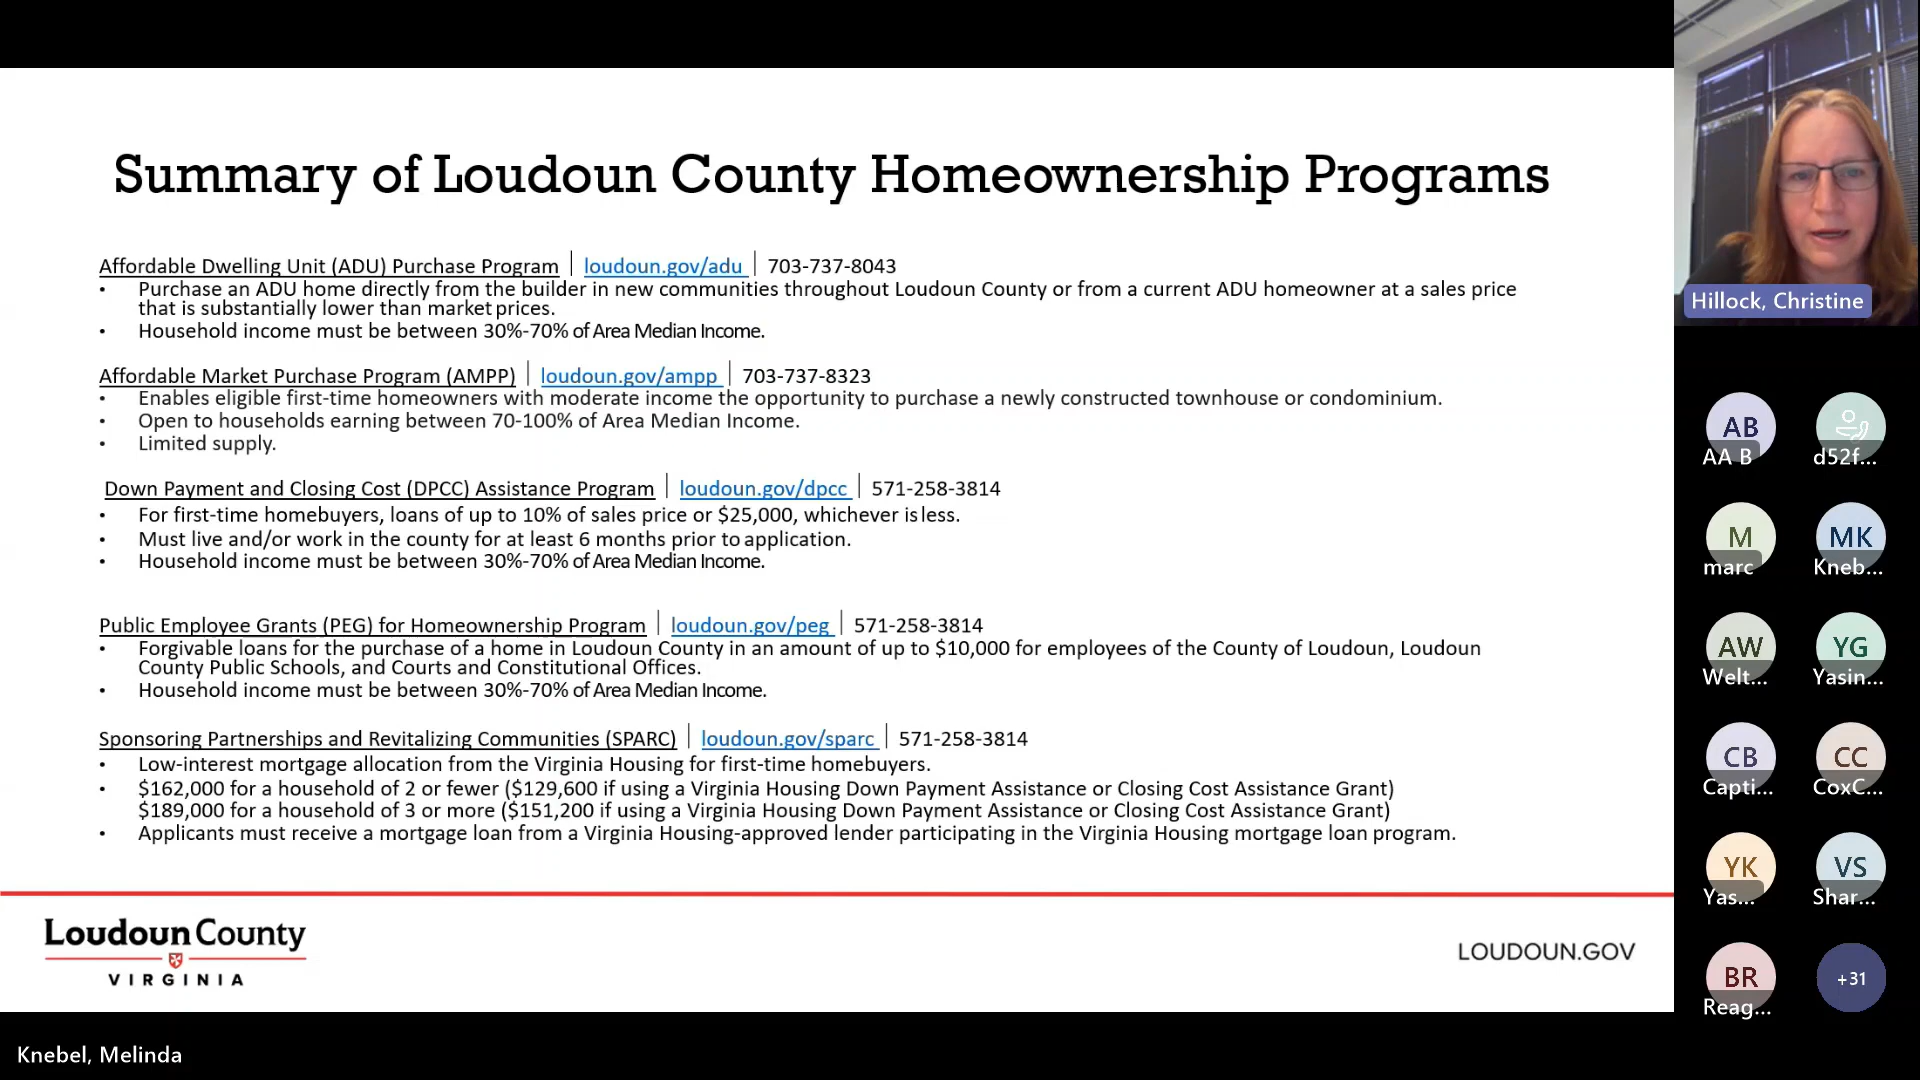 Summary of Loudoun County Homeownership Programs
Affordable Dwelling Unit (ADU) Purchase Program | loudoun.gov/adu | 703-737-8043
• Purchase an ADU home directly from the builder in new communities throughout Loudoun County or from a current ADU homeowner at a sales price
that is substantially lower than market prices.
• Household income must be between 30%-70% of Area Median Income.
Affordable Market Purchase Program (AMPP) | loudoun.gov/ampp | 703-737-8323
• Enables eligible first-time homeowners with moderate income the opportunity to purchase a newly constructed townhouse or condominium.
• Open to households earning between 70-100% of Area Median Income.
• Limited supply.
Down Payment and Closing Cost (DPCC) Assistance Program | loudoun.gov/dpcc | 571-258-3814
• For first-time homebuyers, loans of up to 10% of sales price or $25,000, whichever is less.
• Must live and/or work in the county for at least 6 months prior to application.
• Household income must be between 30%-70% of Area Median Income.
Public Employee Grants (PEG) for Homeownership Program | loudoun.gov/peg | 571-258-3814
• Forgivable loans for the purchase of a home in Loudoun County in an amount of up to $10,000 for employees of the County of Loudoun, Loudoun
County Public Schools, and Courts and Constitutional Offices.
• Household income must be between 30%-70% of Area Median Income.
Sponsoring Partnerships and Revitalizing Communities (SPARC) | loudoun.gov/sparc | 571-258-3814
• Low-interest mortgage allocation from the Virginia Housing for first-time homebuyers.
• $162,000 for a household of 2 or fewer ($129,600 if using a Virginia Housing Down Payment Assistance or Closing Cost Assistance Grant)
$189,000 for a household of 3 or more ($151,200 if using a Virginia Housing Down Payment Assistance or Closing Cost Assistance Grant)
• Applicants must receive a mortgage loan from a Virginia Housing-approved lender participating in the Virginia Housing mortgage loan program.
Loudoun County
VIRGINIA
LOUDOUN.GOV
Knebel, Melinda
Hillock, Christine
AB
AA B
d52f...
M
marc
MK
Kneb...
AW
Welt...
YG
Yasin...
CB
Capti...
CC
CoxC...
YK
Yas...
VS
Shar...
BR
Reag...
+31